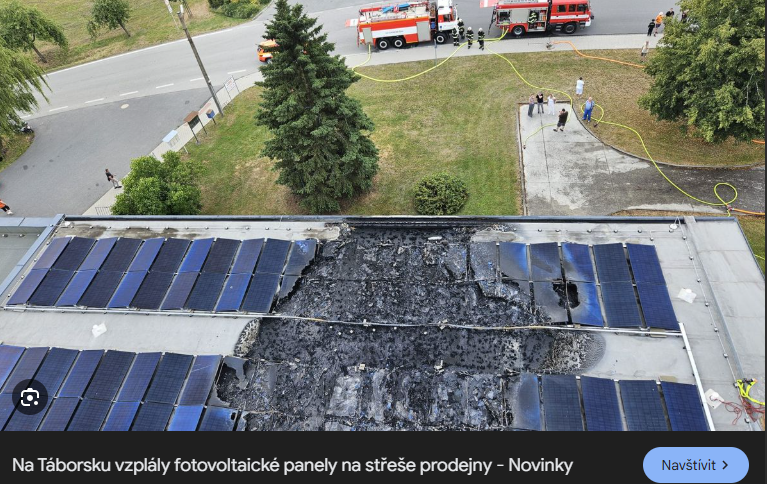 Na Táborsku vzplály fotovoltaické panely na střeše prodejny - Novinky
Navštívit